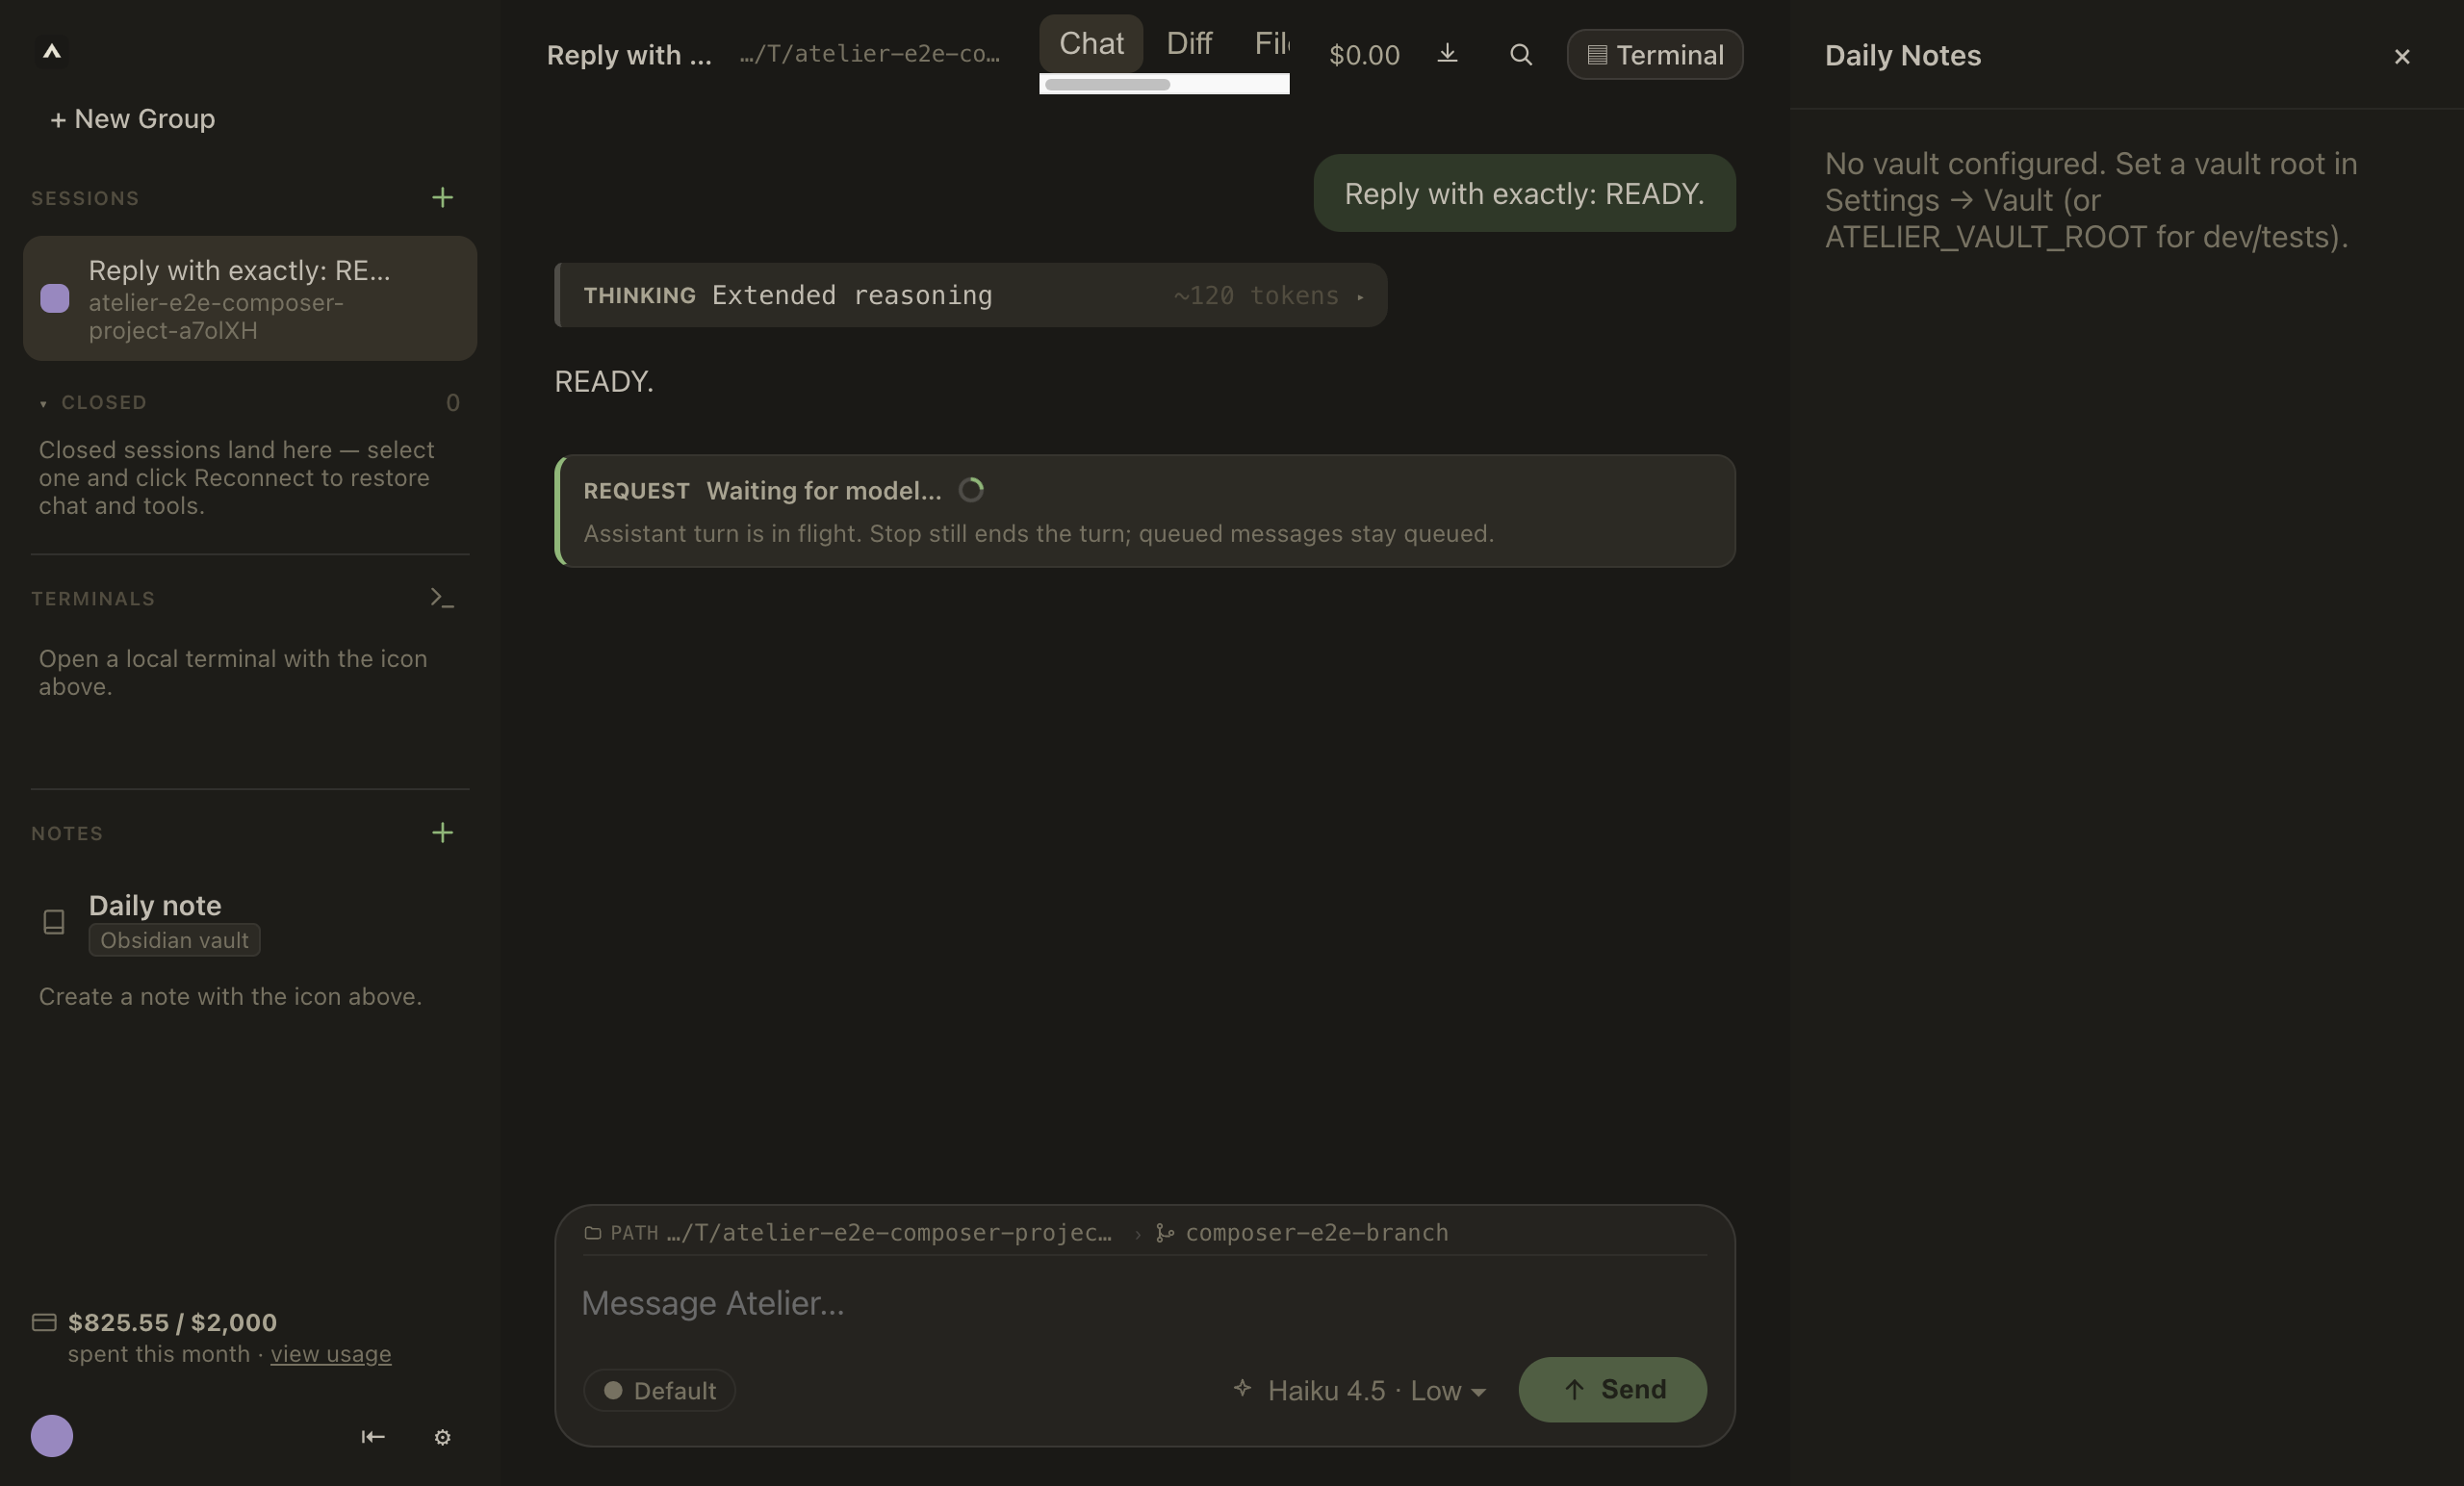 + New Group
SESSIONS
Reply with exactly: RE...
atelier-e2e-composer-
project-a7olXH
CLOSED 0
Closed sessions land here — select
one and click Reconnect to restore
chat and tools.
TERMINALS
Open a local terminal with the icon
above.
NOTES
Daily note
Obsidian vault
Create a note with the icon above.
$825.55 / $2,000
spent this month · view usage
Reply with ... …/T/atelier-e2e-co… Chat Diff $0.00 Terminal
Reply with exactly: READY.
THINKING Extended reasoning ~120 tokens
READY.
REQUEST Waiting for model...
Assistant turn is in flight. Stop still ends the turn; queued messages stay queued.
PATH …/T/atelier-e2e-composer-projec… › composer-e2e-branch
Message Atelier...
Default Haiku 4.5 · Low Send
Daily Notes
No vault configured. Set a vault root in
Settings → Vault (or
ATELIER_VAULT_ROOT for dev/tests).